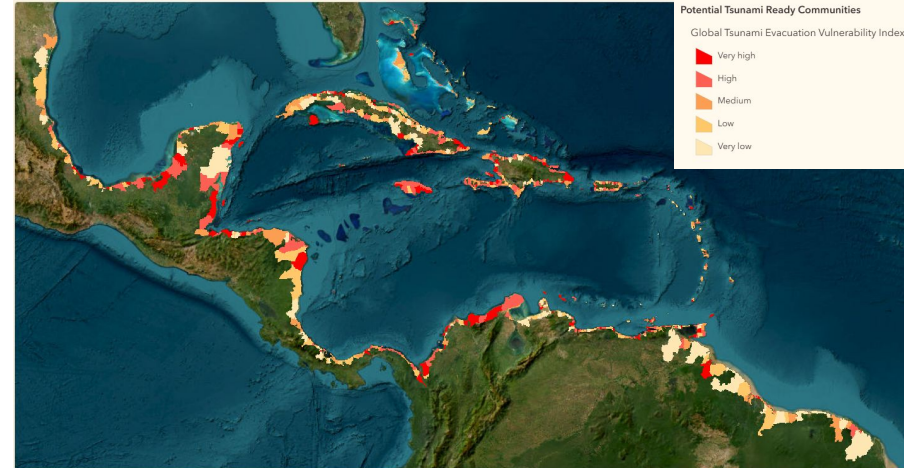 Potential Tsunami Ready Communities
Global Tsunami Evacuation Vulnerability Index
Very high
High
Medium
Low
Very low